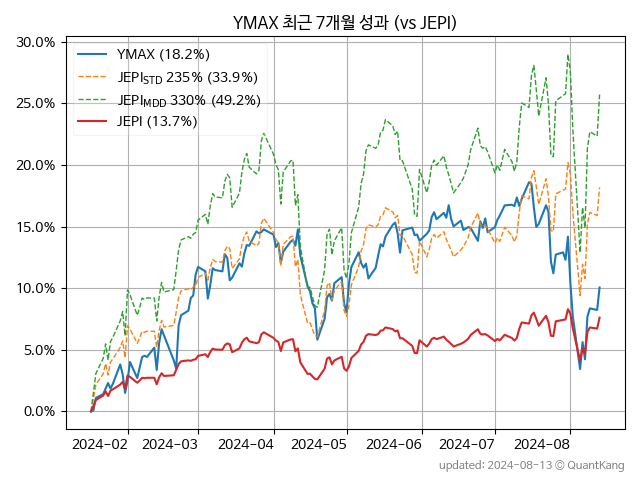 YMAX 최근 7개월 성과 (vs JEPI)
30.0%
25.0%
20.0%
15.0%
10.0%
5.0%
0.0%
YMAX (18.2%)
JEPISTD 235% (33.9%)
JEPIMDD 330% (49.2%)
JEPI (13.7%)
2024-02 2024-03 2024-04 2024-05 2024-06 2024-07 2024-08
updated: 2024-08-13 ⓒ QuantKang